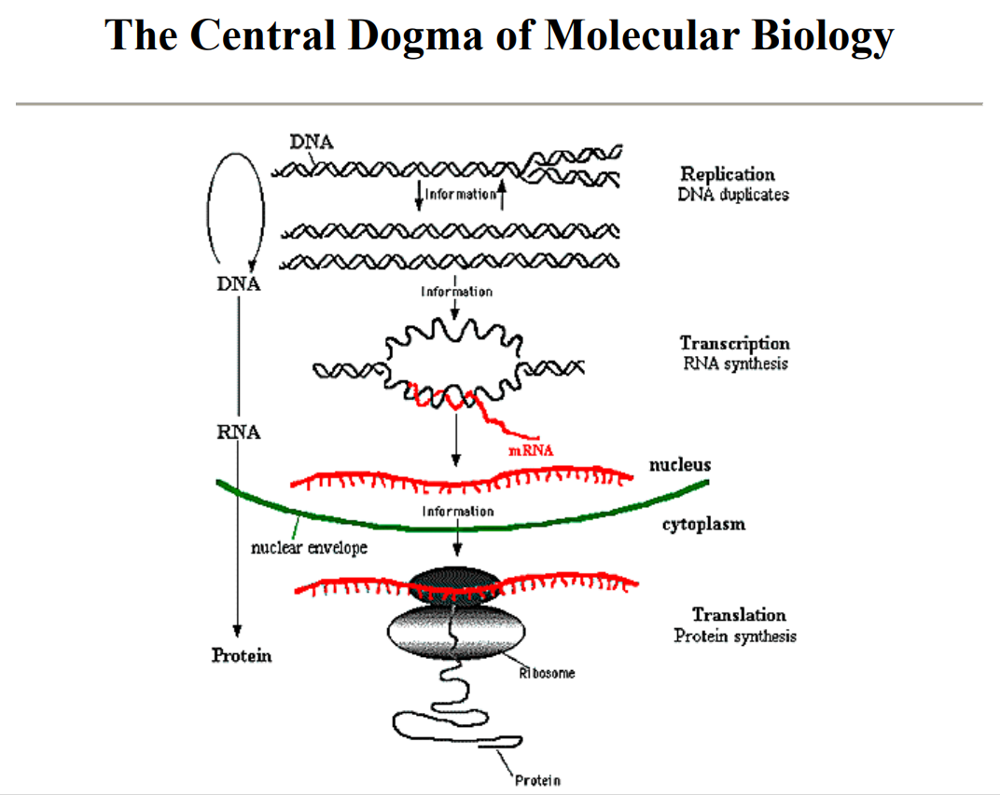 The Central Dogma of Molecular Biology
DNA
Replication
DNA duplicates
Information
DNA
Information
Transcription
RNA synthesis
RNA
mRNA
nucleus
Information
cytoplasm
nuclear envelope
Translation
Protein synthesis
Protein
Ribosome
Protein